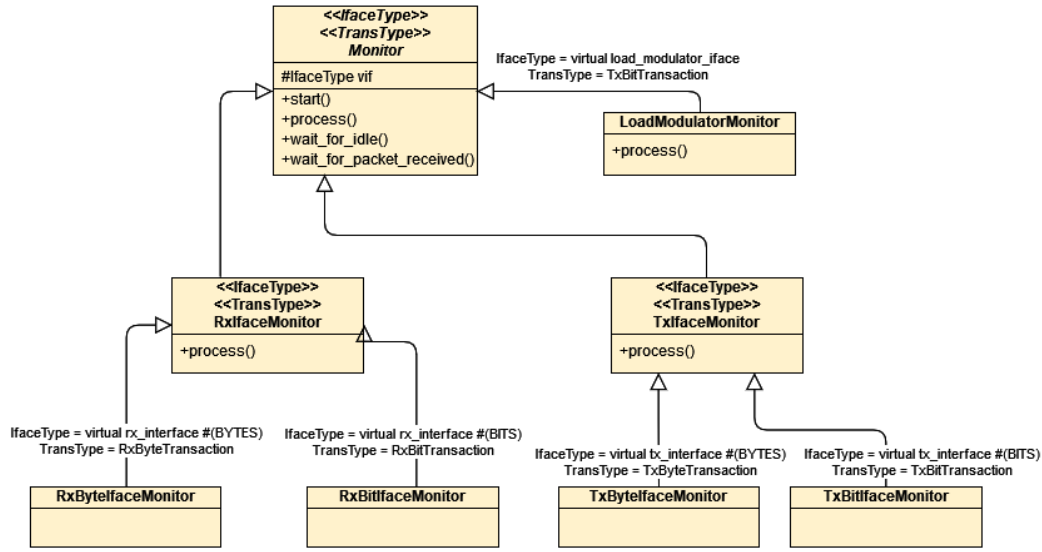 <<IfaceType>>
<<TransType>>
Monitor
#IfaceType vif
+start()
+process()
+wait_for_idle()
+wait_for_packet_received()
IfaceType = virtual load_modulator_iface
TransType = TxBitTransaction
LoadModulatorMonitor
+process()
<<IfaceType>>
<<TransType>>
RxIfaceMonitor
+process()
<<IfaceType>>
<<TransType>>
TxIfaceMonitor
+process()
IfaceType = virtual rx_interface #(BYTES)
TransType = RxByteTransaction
IfaceType = virtual rx_interface #(BITS)
TransType = RxBitTransaction
IfaceType = virtual tx_interface #(BYTES)
TransType = TxByteTransaction
IfaceType = virtual tx_interface #(BITS)
TransType = TxBitTransaction
RxByteIfaceMonitor
RxBitIfaceMonitor
TxByteIfaceMonitor
TxBitIfaceMonitor